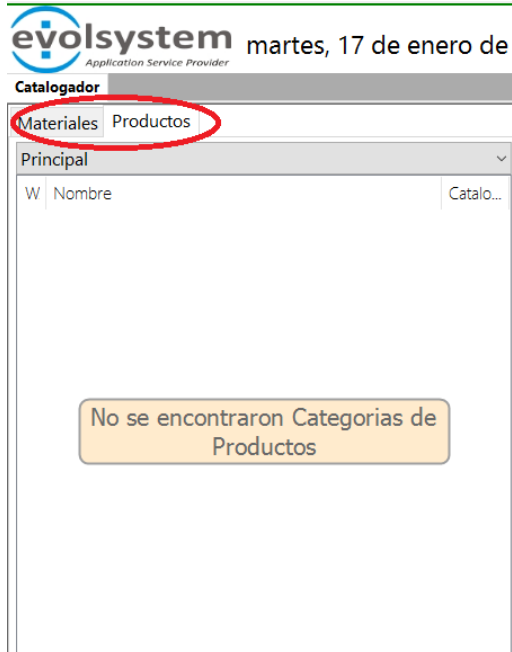 evolsystem martes, 17 de enero de
Application Service Provider
Catalogador
Materiales Productos
Principal
W Nombre Catalo...
No se encontraron Categorias de
Productos